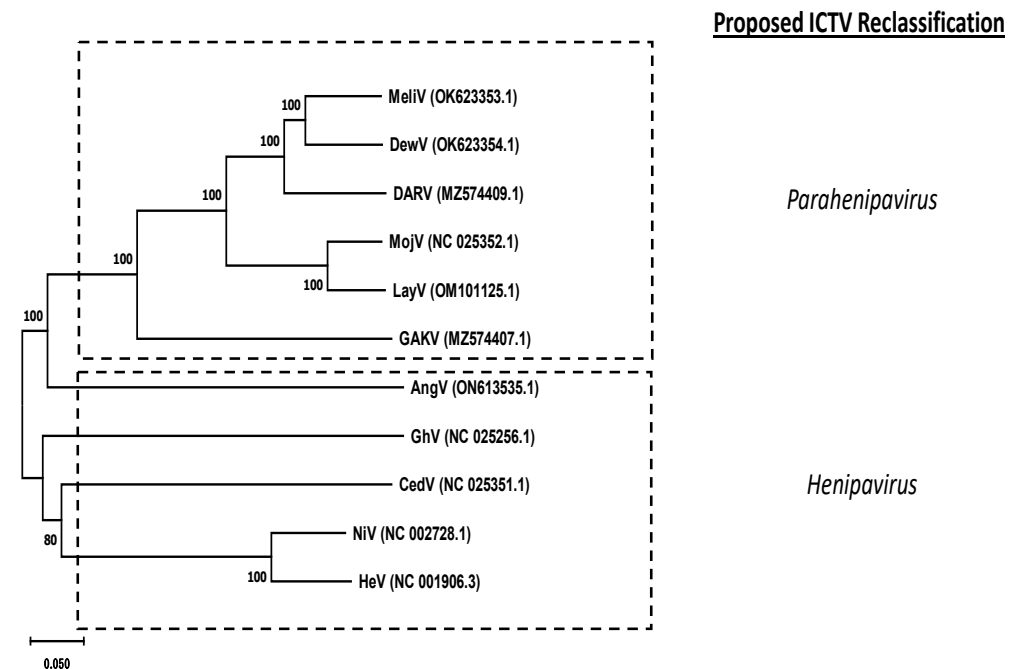 Proposed ICTV Reclassification
100
MeliV (OK623353.1)
100
DewV (OK623354.1)
100
DARV (MZ574409.1)
Parahenipavirus
100
MojV (NC 025352.1)
100
LayV (OM101125.1)
100
GAKV (MZ574407.1)
AngV (ON613535.1)
GhV (NC 025256.1)
CedV (NC 025351.1)
Henipavirus
80
NiV (NC 002728.1)
100
HeV (NC 001906.3)
0.050